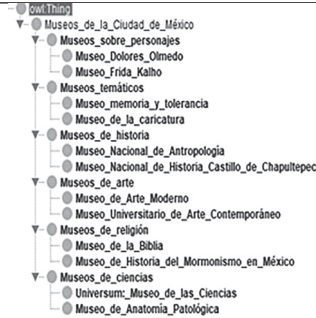 owl:Thing
Museos_de_la_Ciudad_de_México
Museos_sobre_personajes
Museo_Dolores_Olmedo
Museo_Frida_Kalho
Museos_temáticos
Museo_memoria_y_tolerancia
Museo_de_la_caricatura
Museos_de_historia
Museo_Nacional_de_Antropología
Museo_Nacional_de_Historia_Castillo_de_Chapultepec
Museos_de_arte
Museo_de_Arte_Moderno
Museo_Universitario_de_Arte_Contemporáneo
Museos_de_religión
Museo_de_la_Biblia
Museo_de_Historia_del_Mormonismo_en_México
Museos_de_ciencias
Universum:_Museo_de_las_Ciencias
Museo_de_Anatomía_Patológica